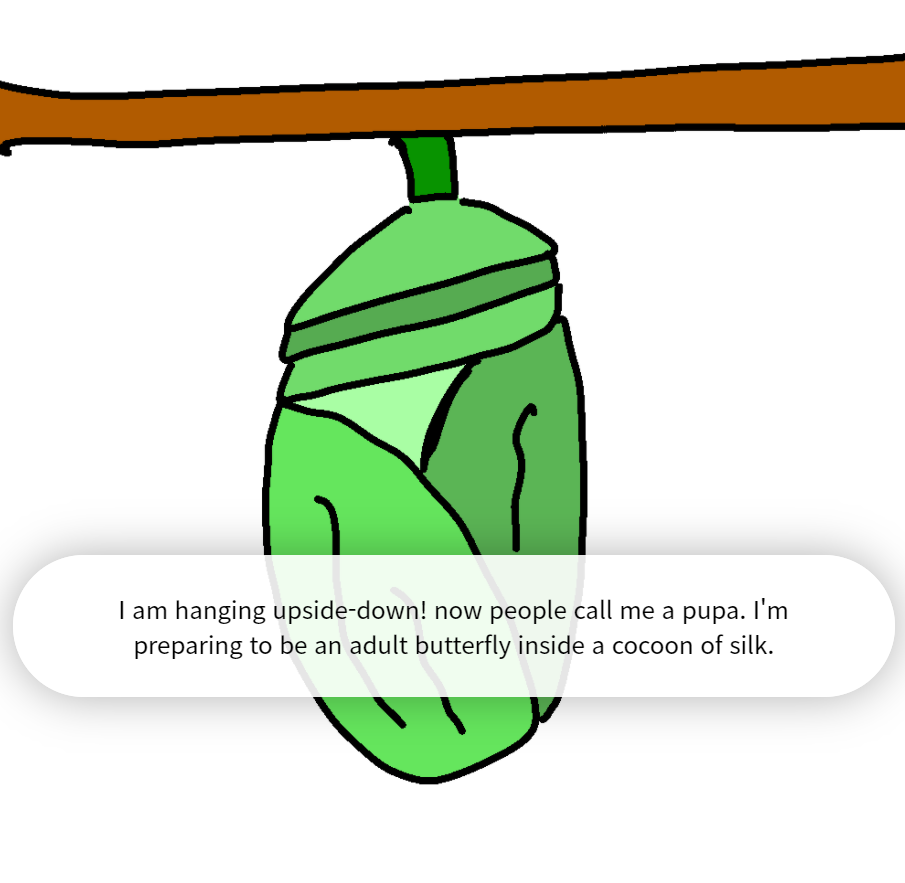 I am hanging upside-down! now people call me a pupa. I'm
preparing to be an adult butterfly inside a cocoon of silk.